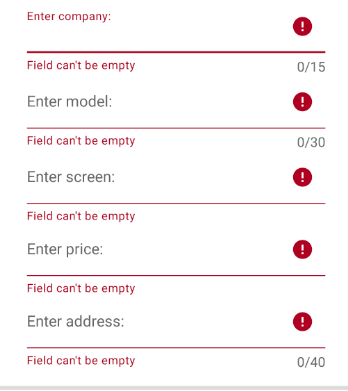 Enter company:
Field can't be empty 0/15
Enter model:
Field can't be empty 0/30
Enter screen:
Field can't be empty
Enter price:
Field can't be empty
Enter address:
Field can't be empty 0/40